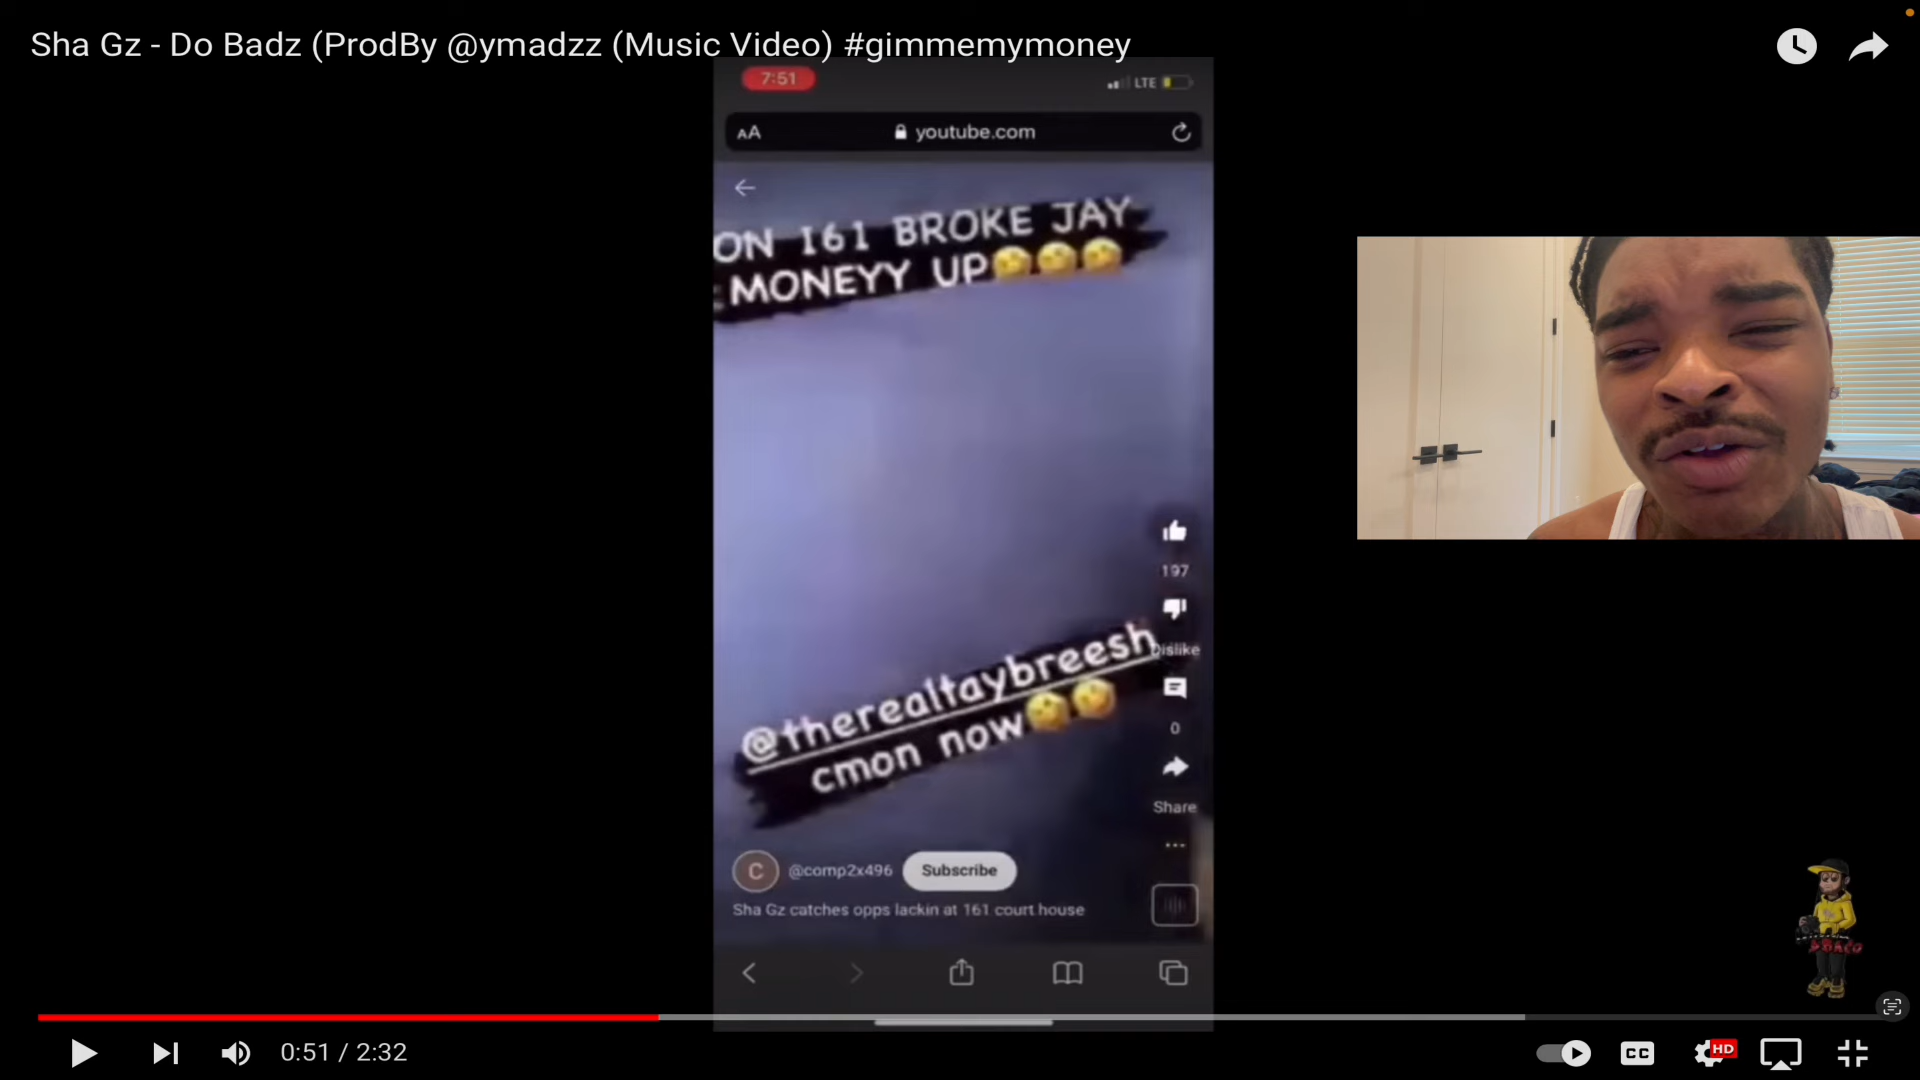 Sha Gz - Do Badz (ProdBy @ymadzz (Music Video) #gimmemymoney
7:51
LTE
AA
youtube.com
ON 161 BROKE JAY
MONEYY UP
197
Dislike
@therealtaybreesh
cmon now
0
Share
C
@comp2x496
Subscribe
Sha Gz catches opps lackin at 161 court house
0:51 / 2:32
CC
HD